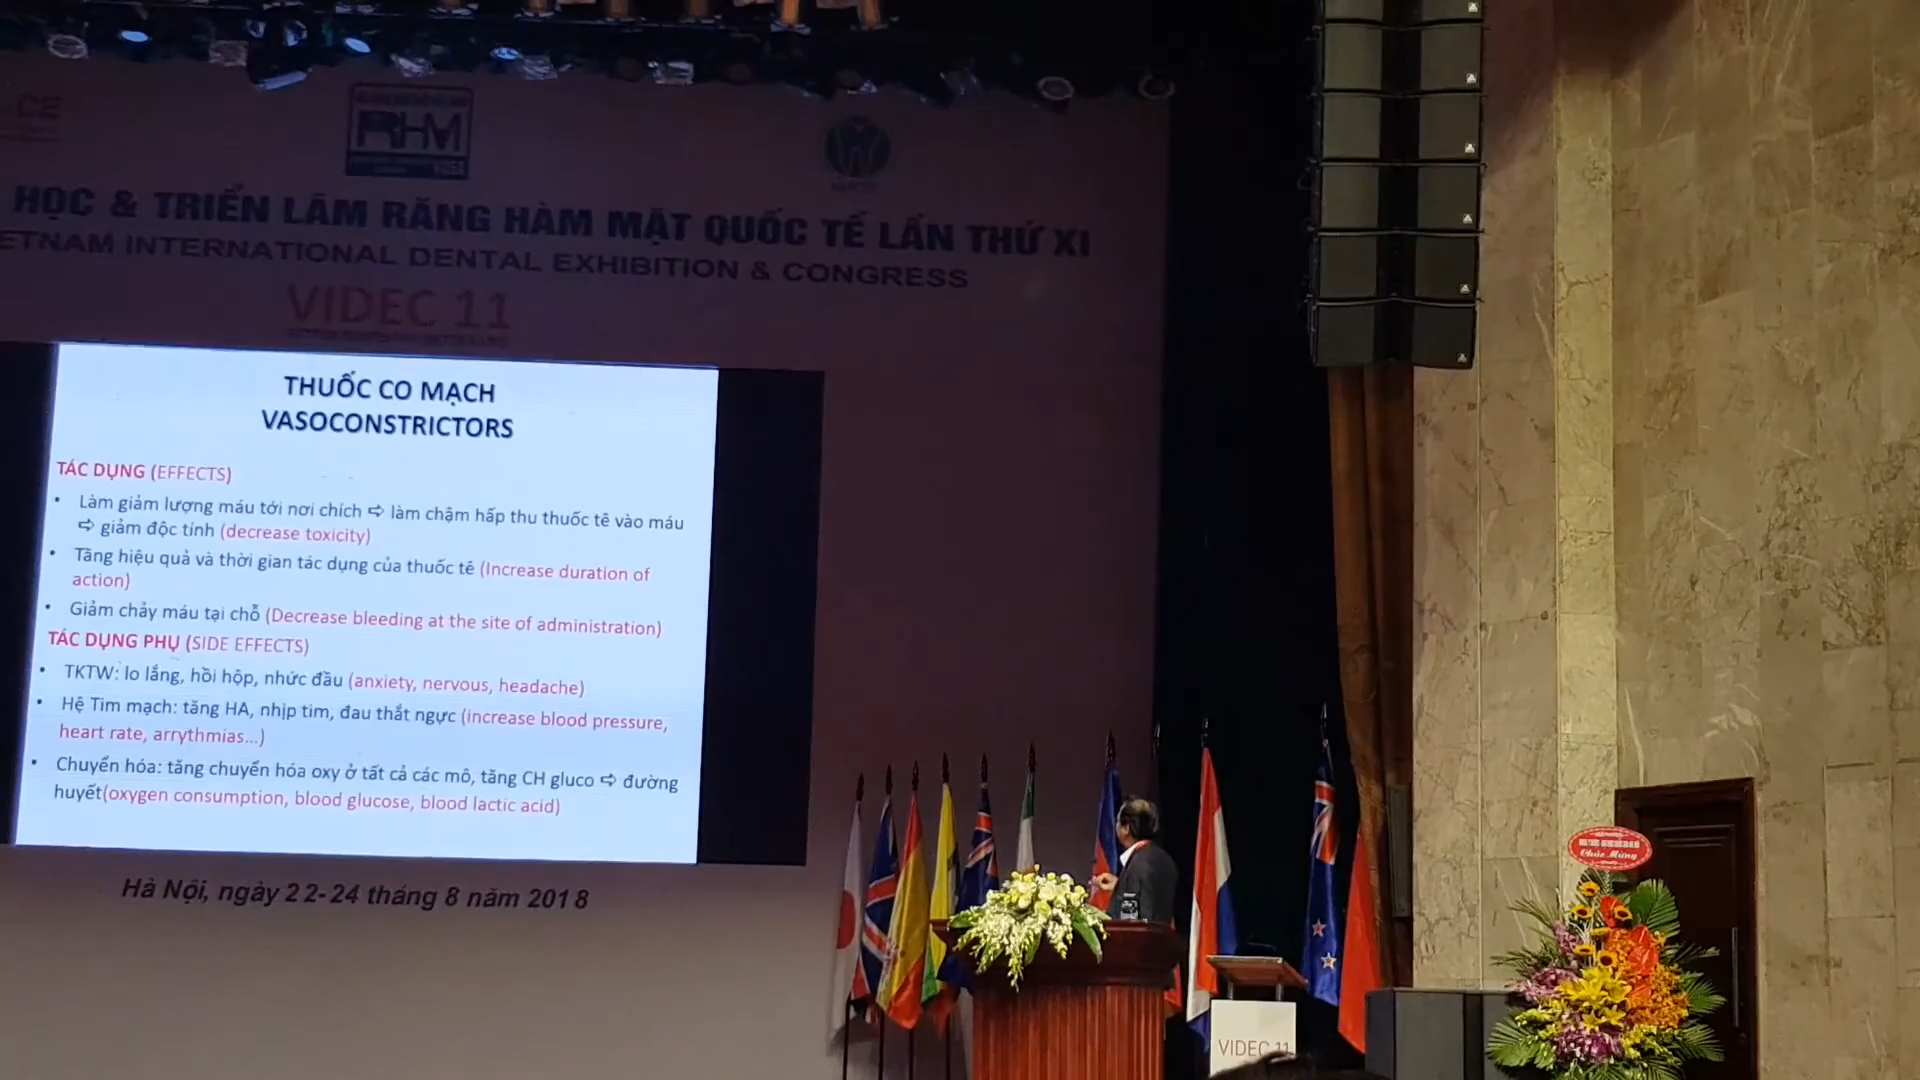 CE
RHM
VOSA
HỌC & TRIỂN LÃM RĂNG HÀM MẶT QUỐC TẾ LẦN THỨ XI
ETNAM INTERNATIONAL DENTAL EXHIBITION & CONGRESS
VIDEC 11
THUỐC CO MẠCH
VASOCONSTRICTORS
TÁC DỤNG (EFFECTS)
• Làm giảm lượng máu tới nơi chích ⇨ làm chậm hấp thu thuốc tê vào máu
⇨ giảm độc tính (decrease toxicity)
• Tăng hiệu quả và thời gian tác dụng của thuốc tê (Increase duration of
action)
• Giảm chảy máu tại chỗ (Decrease bleeding at the site of administration)
TÁC DỤNG PHỤ (SIDE EFFECTS)
• TKTW: lo lắng, hồi hộp, nhức đầu (anxiety, nervous, headache)
• Hệ Tim mạch: tăng HA, nhịp tim, đau thắt ngực (increase blood pressure,
heart rate, arrythmias...)
• Chuyển hóa: tăng chuyển hóa oxy ở tất cả các mô, tăng CH gluco ⇨ đường
huyết(oxygen consumption, blood glucose, blood lactic acid)
Hà Nội, ngày 22-24 tháng 8 năm 2018
Chúc Mừng
VIDEC 11